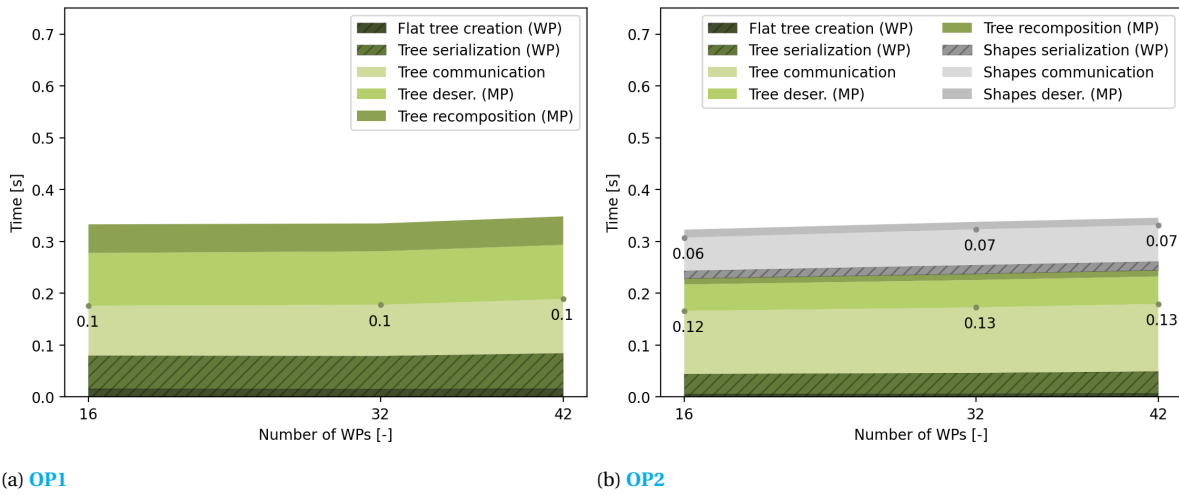 Flat tree creation (WP)
Tree serialization (WP)
Tree communication
Tree deser. (MP)
Tree recomposition (MP)
0.7
0.6
0.5
0.4
0.3
0.2
0.1
0.0
Time [s]
0.1
0.1
0.1
16
32
42
Number of WPs [-]
(a) OP1
Flat tree creation (WP)
Tree serialization (WP)
Tree communication
Tree deser. (MP)
Tree recomposition (MP)
Shapes serialization (WP)
Shapes communication
Shapes deser. (MP)
0.7
0.6
0.5
0.4
0.3
0.2
0.1
0.0
Time [s]
0.06
0.07
0.07
0.12
0.13
0.13
16
32
42
Number of WPs [-]
(b) OP2